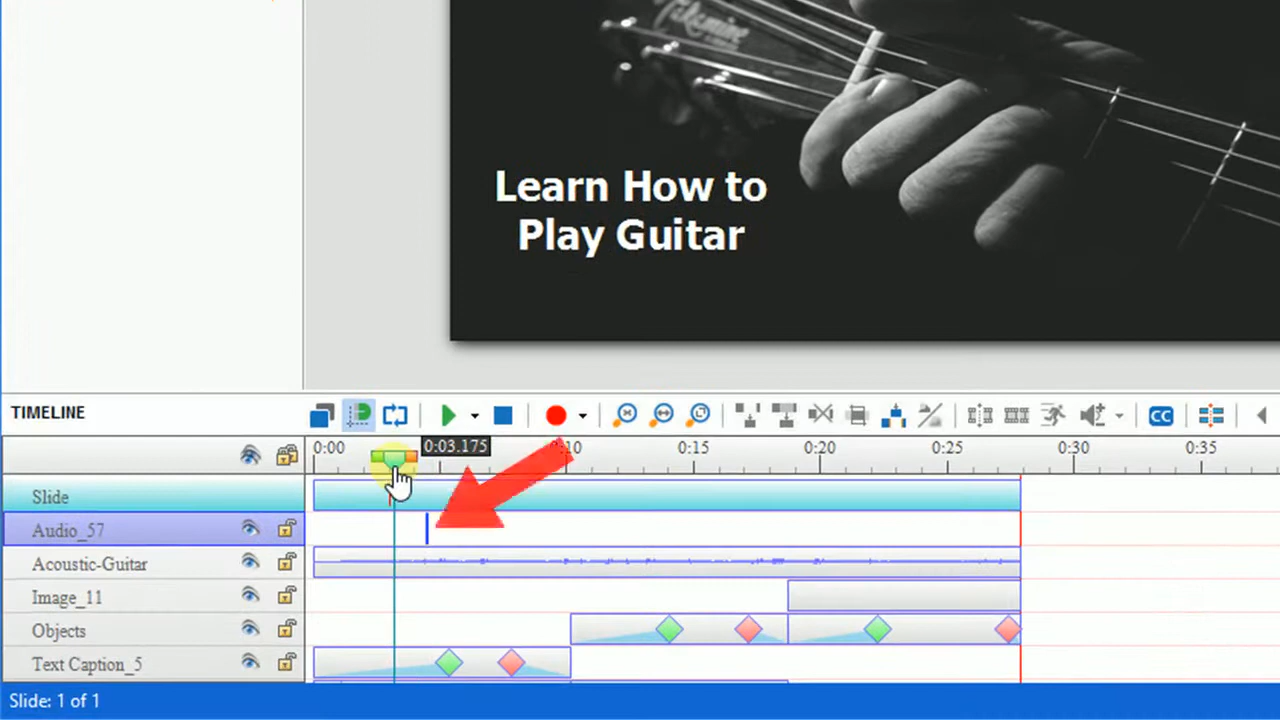 Takamine
Learn How to
Play Guitar
TIMELINE
CC
0:00 0:03.175 0:10 0:15 0:20 0:25 0:30 0:35
Slide
Audio_57
Acoustic-Guitar
Image_11
Objects
Text Caption_5
Slide: 1 of 1